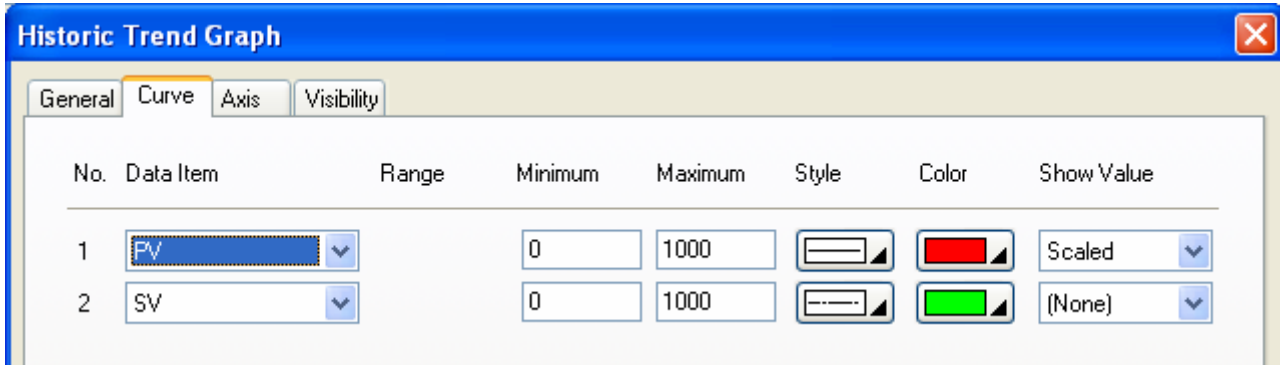 Historic Trend Graph
General Curve Axis Visibility
No. Data Item Range Minimum Maximum Style Color Show Value
1 PV 0 1000 Scaled
2 SV 0 1000 (None)